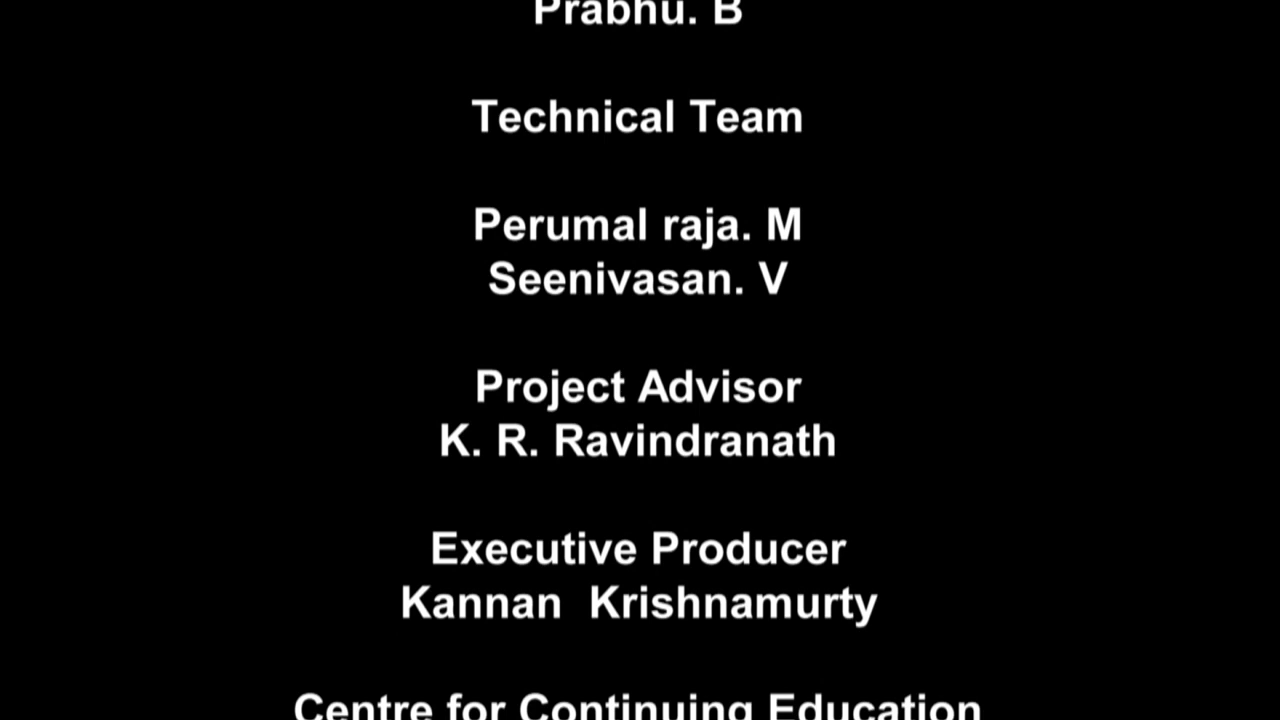 Prabhu. B
Technical Team
Perumal raja. M
Seenivasan. V
Project Advisor
K. R. Ravindranath
Executive Producer
Kannan  Krishnamurty
Centre for Continuing Education